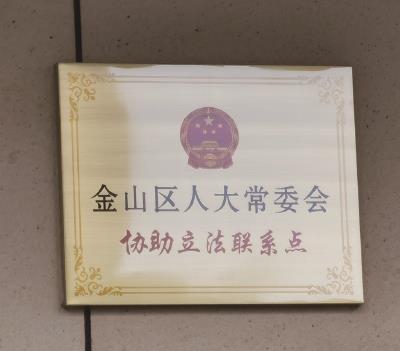 金山区人大常委会
协助立法联系点